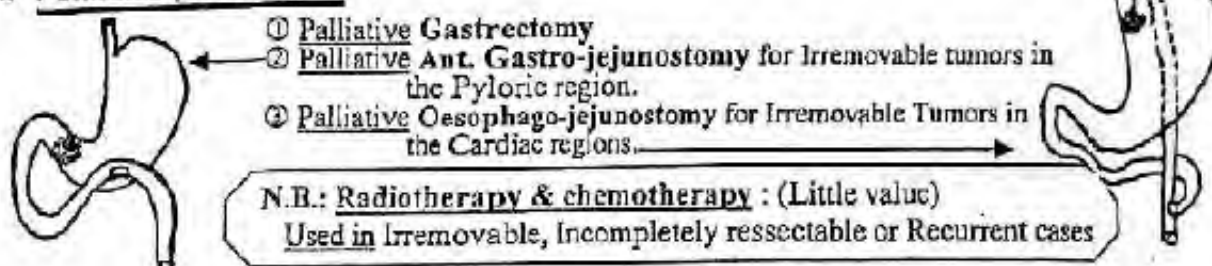 ① Palliative Gastrectomy
② Palliative Ant. Gastro-jejunostomy for Irremovable tumors in
the Pyloric region.
③ Palliative Oesophago-jejunostomy for Irremovable Tumors in
the Cardiac regions.
N.B.: Radiotherapy & chemotherapy : (Little value)
Used in Irremovable, Incompletely ressectable or Recurrent cases